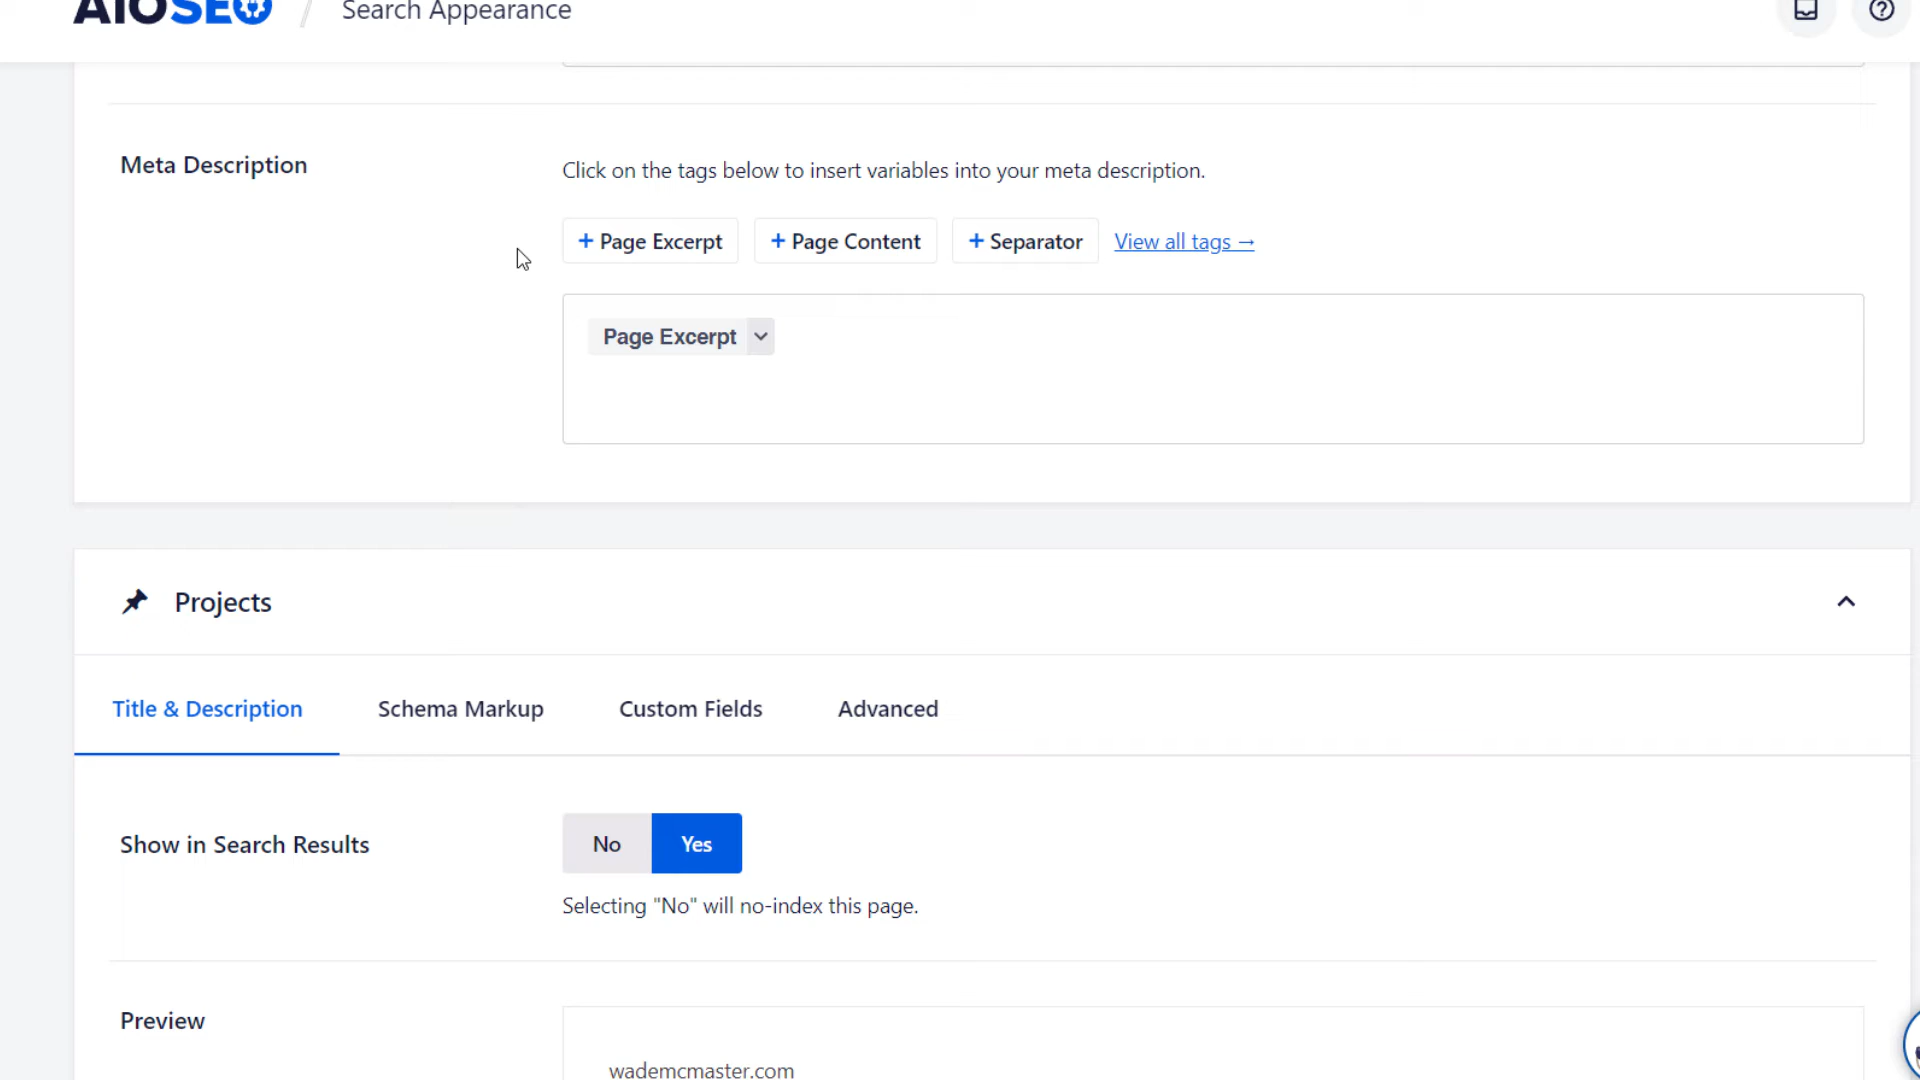 AIOSEO / Search Appearance
Meta Description
Click on the tags below to insert variables into your meta description.
+ Page Excerpt + Page Content + Separator View all tags →
Page Excerpt
Projects
Title & Description Schema Markup Custom Fields Advanced
Show in Search Results
No Yes
Selecting "No" will no-index this page.
Preview
wademcmaster.com